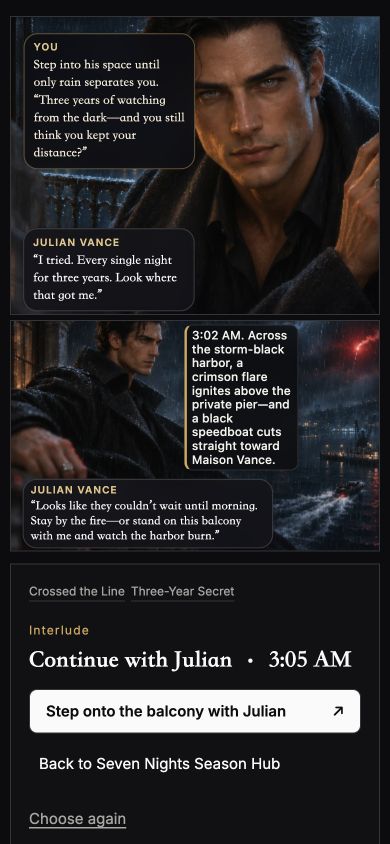 YOU
Step into his space until
only rain separates you.
“Three years of watching
from the dark—and you still
think you kept your
distance?”
JULIAN VANCE
“I tried. Every single night
for three years. Look where
that got me.”
3:02 AM. Across
the storm-black
harbor, a
crimson flare
ignites above the
private pier—and
a black
speedboat cuts
straight toward
Maison Vance.
JULIAN VANCE
“Looks like they couldn’t wait until morning.
Stay by the fire—or stand on this balcony
with me and watch the harbor burn.”
Crossed the Line Three-Year Secret
Interlude
Continue with Julian • 3:05 AM
Step onto the balcony with Julian ↗
Back to Seven Nights Season Hub
Choose again